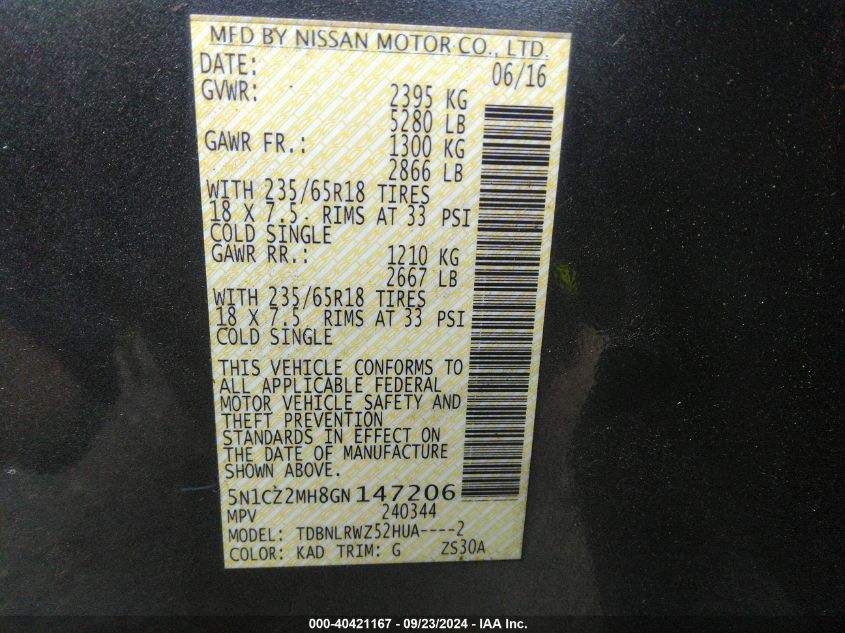 MFD BY NISSAN MOTOR CO., LTD.
DATE: 06/16
GVWR: 2395 KG
5280 LB
GAWR FR.: 1300 KG
2866 LB
WITH 235/65R18 TIRES
18 X 7.5 RIMS AT 33 PSI
COLD SINGLE
GAWR RR.: 1210 KG
2667 LB
WITH 235/65R18 TIRES
18 X 7.5 RIMS AT 33 PSI
COLD SINGLE
THIS VEHICLE CONFORMS TO
ALL APPLICABLE FEDERAL
MOTOR VEHICLE SAFETY AND
THEFT PREVENTION
STANDARDS IN EFFECT ON
THE DATE OF MANUFACTURE
SHOWN ABOVE.
5N1CZ2MH8GN147206
MPV 240344
MODEL: TDBNLRWZ52HUA----2
COLOR: KAD TRIM: G ZS30A
000-40421167 - 09/23/2024 - IAA Inc.